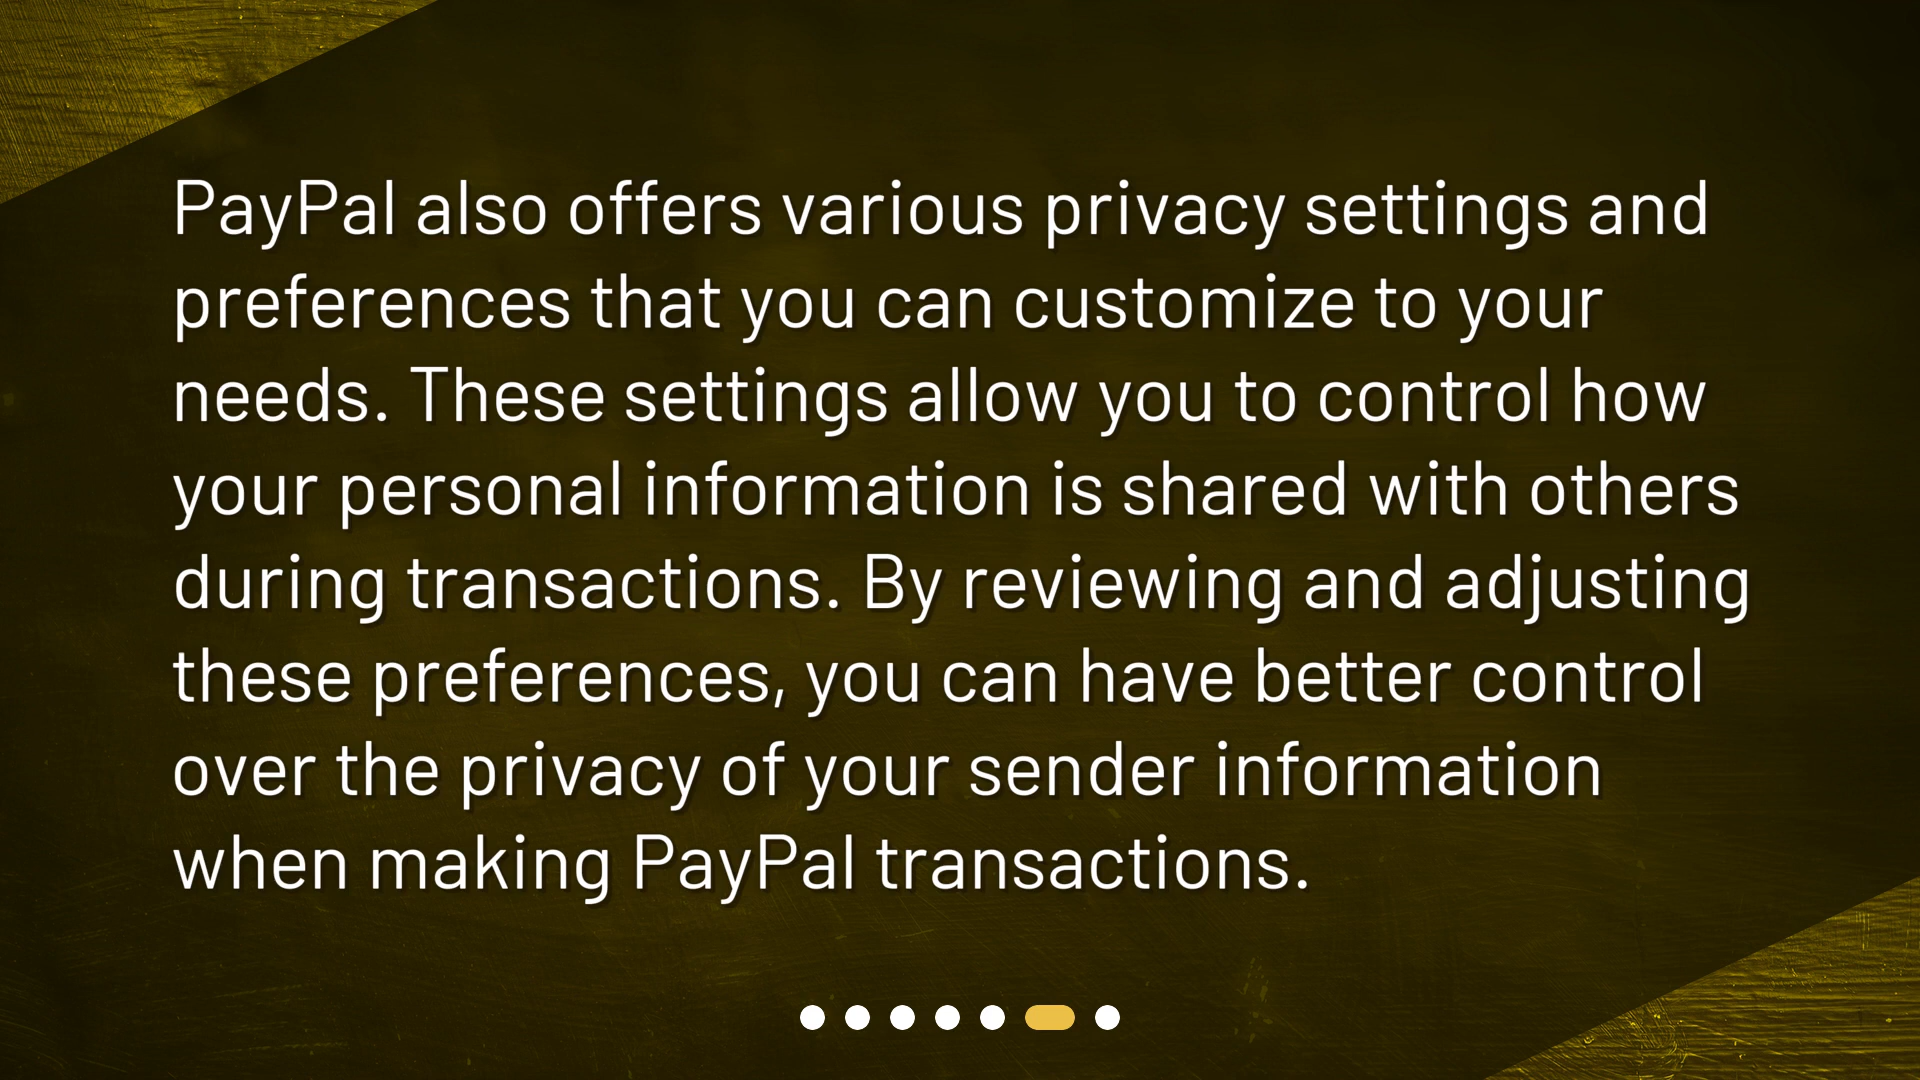 PayPal also offers various privacy settings and
preferences that you can customize to your
needs. These settings allow you to control how
your personal information is shared with others
during transactions. By reviewing and adjusting
these preferences, you can have better control
over the privacy of your sender information
when making PayPal transactions.